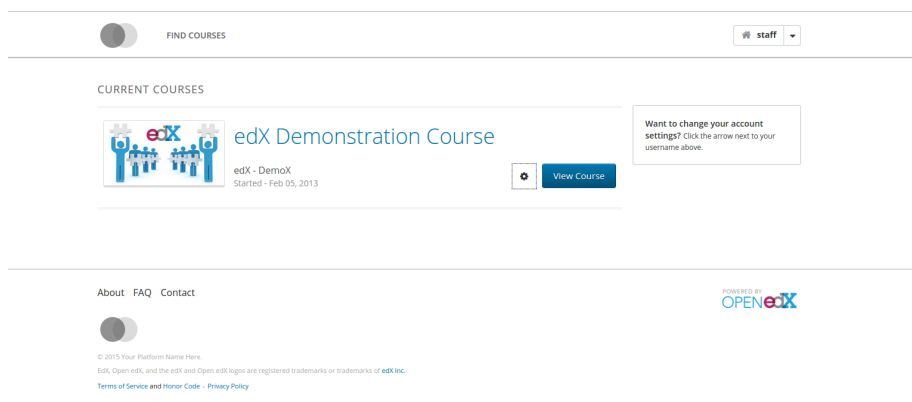 FIND COURSES
staff
CURRENT COURSES
edX
edX Demonstration Course
edX - DemoX
Started - Feb 05, 2013
View Course
Want to change your account
settings? Click the arrow next to your
username above.
About FAQ Contact
POWERED BY
OPEN edX
© 2015 Your Platform Name Here.
EdX, Open edX, and the edX and Open edX logos are registered trademarks or trademarks of edX Inc.
Terms of Service and Honor Code - Privacy Policy